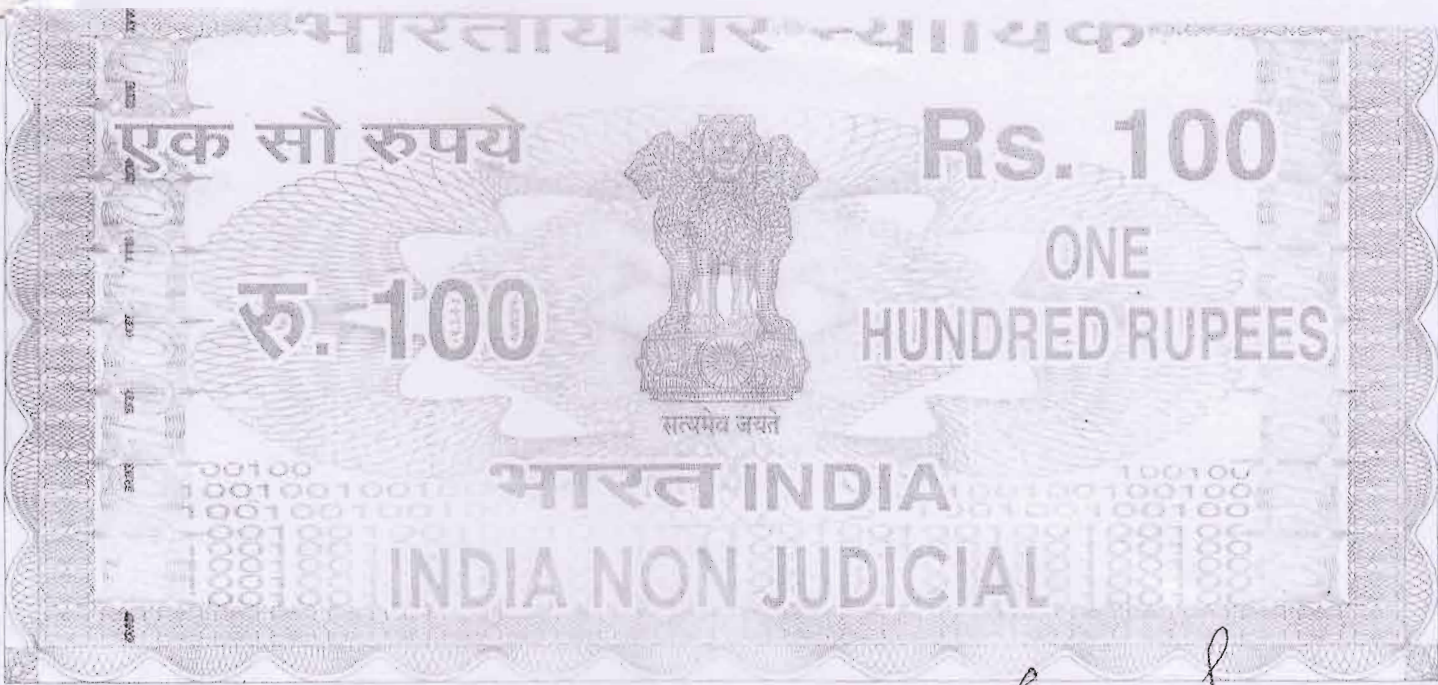 भारतीय गैर न्यायिक
एक सौ रुपये
Rs. 100
रु. 100
ONE
HUNDRED RUPEES
सत्यमेव जयते
भारत INDIA
INDIA NON JUDICIAL